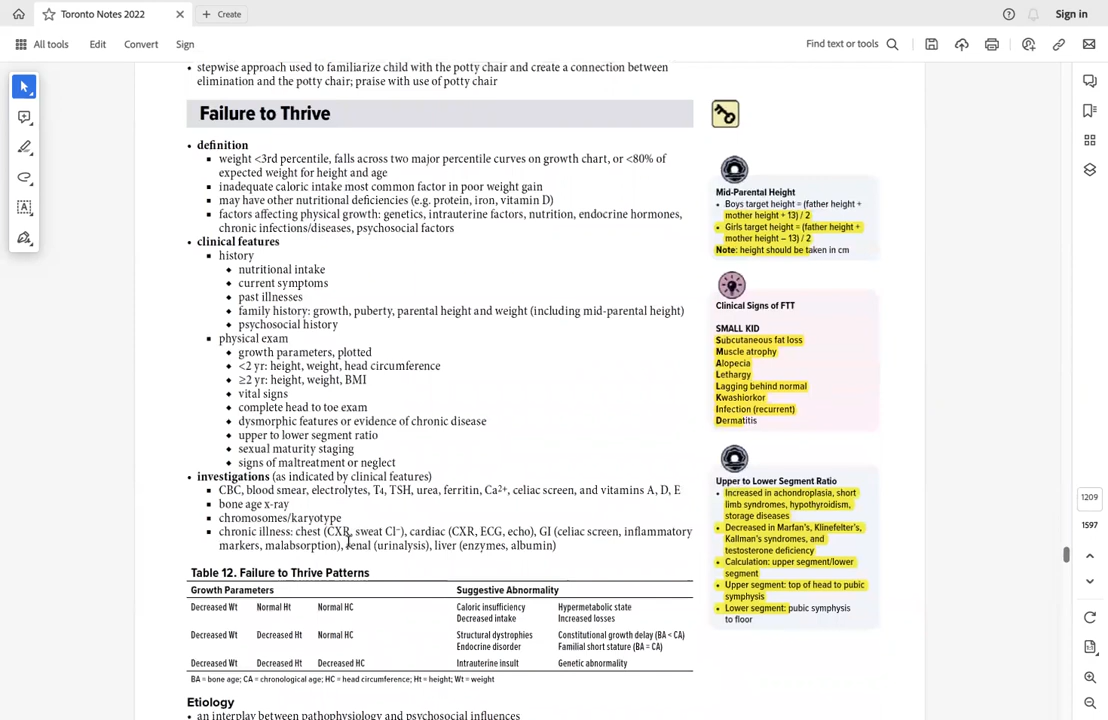 Toronto Notes 2022
Create
Sign in
All tools
Edit
Convert
Sign
Find text or tools
• stepwise approach used to familiarize child with the potty chair and create a connection between
elimination and the potty chair; praise with use of potty chair
Failure to Thrive
• definition
▪ weight <3rd percentile, falls across two major percentile curves on growth chart, or <80% of
expected weight for height and age
▪ inadequate caloric intake most common factor in poor weight gain
▪ may have other nutritional deficiencies (e.g. protein, iron, vitamin D)
▪ factors affecting physical growth: genetics, intrauterine factors, nutrition, endocrine hormones,
chronic infections/diseases, psychosocial factors
• clinical features
▪ history
◆ nutritional intake
◆ current symptoms
◆ past illnesses
◆ family history: growth, puberty, parental height and weight (including mid-parental height)
◆ psychosocial history
▪ physical exam
◆ growth parameters, plotted
◆ <2 yr: height, weight, head circumference
◆ ≥2 yr: height, weight, BMI
◆ vital signs
◆ complete head to toe exam
◆ dysmorphic features or evidence of chronic disease
◆ upper to lower segment ratio
◆ sexual maturity staging
◆ signs of maltreatment or neglect
• investigations (as indicated by clinical features)
▪ CBC, blood smear, electrolytes, T4, TSH, urea, ferritin, Ca2+, celiac screen, and vitamins A, D, E
▪ bone age x-ray
▪ chromosomes/karyotype
▪ chronic illness: chest (CXR, sweat Cl–), cardiac (CXR, ECG, echo), GI (celiac screen, inflammatory
markers, malabsorption), renal (urinalysis), liver (enzymes, albumin)
Table 12. Failure to Thrive Patterns
Growth Parameters Suggestive Abnormality
Decreased Wt Normal Ht Normal HC Caloric insufficiency Hypermetabolic state
Decreased intake Increased losses
Decreased Wt Decreased Ht Normal HC Structural dystrophies Constitutional growth delay (BA < CA)
Endocrine disorder Familial short stature (BA = CA)
Decreased Wt Decreased Ht Decreased HC Intrauterine insult Genetic abnormality
BA = bone age; CA = chronological age; HC = head circumference; Ht = height; Wt = weight
Etiology
• an interplay between pathophysiology and psychosocial influences
Mid-Parental Height
• Boys target height = (father height +
mother height + 13) / 2
• Girls target height = (father height +
mother height – 13) / 2
Note: height should be taken in cm
Clinical Signs of FTT
SMALL KID
Subcutaneous fat loss
Muscle atrophy
Alopecia
Lethargy
Lagging behind normal
Kwashiorkor
Infection (recurrent)
Dermatitis
Upper to Lower Segment Ratio
• Increased in achondroplasia, short
limb syndromes, hypothyroidism,
storage diseases
• Decreased in Marfan's, Klinefelter's,
Kallman's syndromes, and
testosterone deficiency
• Calculation: upper segment/lower
segment
• Upper segment: top of head to pubic
symphysis
• Lower segment: pubic symphysis
to floor
1209
1597